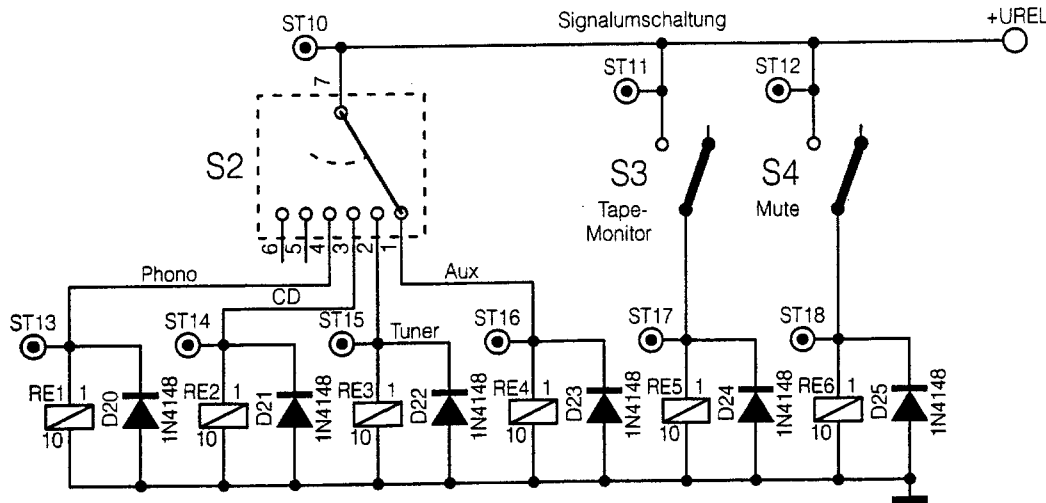 Signalumschaltung
+UREL
ST10
ST11
ST12
7
S2
S3
S4
Tape-
Monitor
Mute
6
5
4
3
2
1
Phono
CD
Aux
Tuner
ST13
ST14
ST15
ST16
ST17
ST18
RE1
1
10
D20
1N4148
RE2
1
10
D21
1N4148
RE3
1
10
D22
1N4148
RE4
1
10
D23
1N4148
RE5
1
10
D24
1N4148
RE6
1
10
D25
1N4148